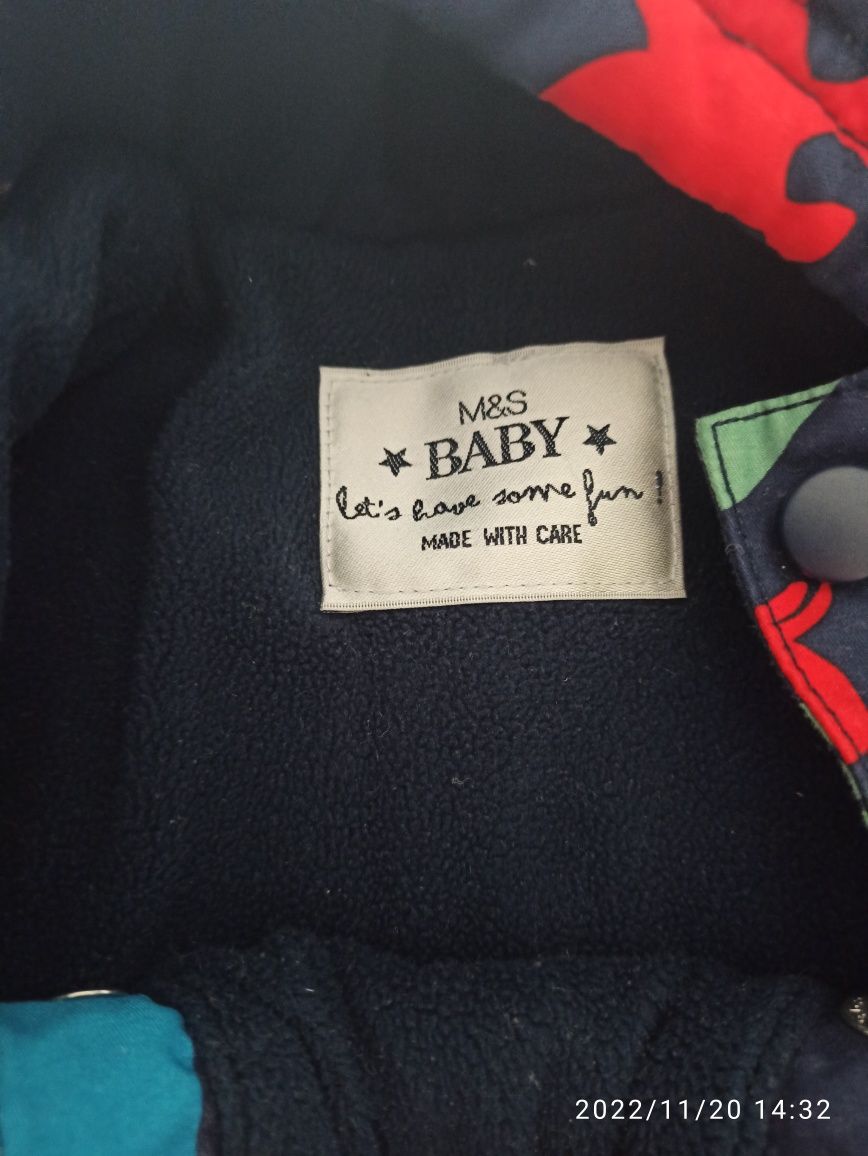 M&S
BABY
let's have some fun!
MADE WITH CARE
2022/11/20 14:32